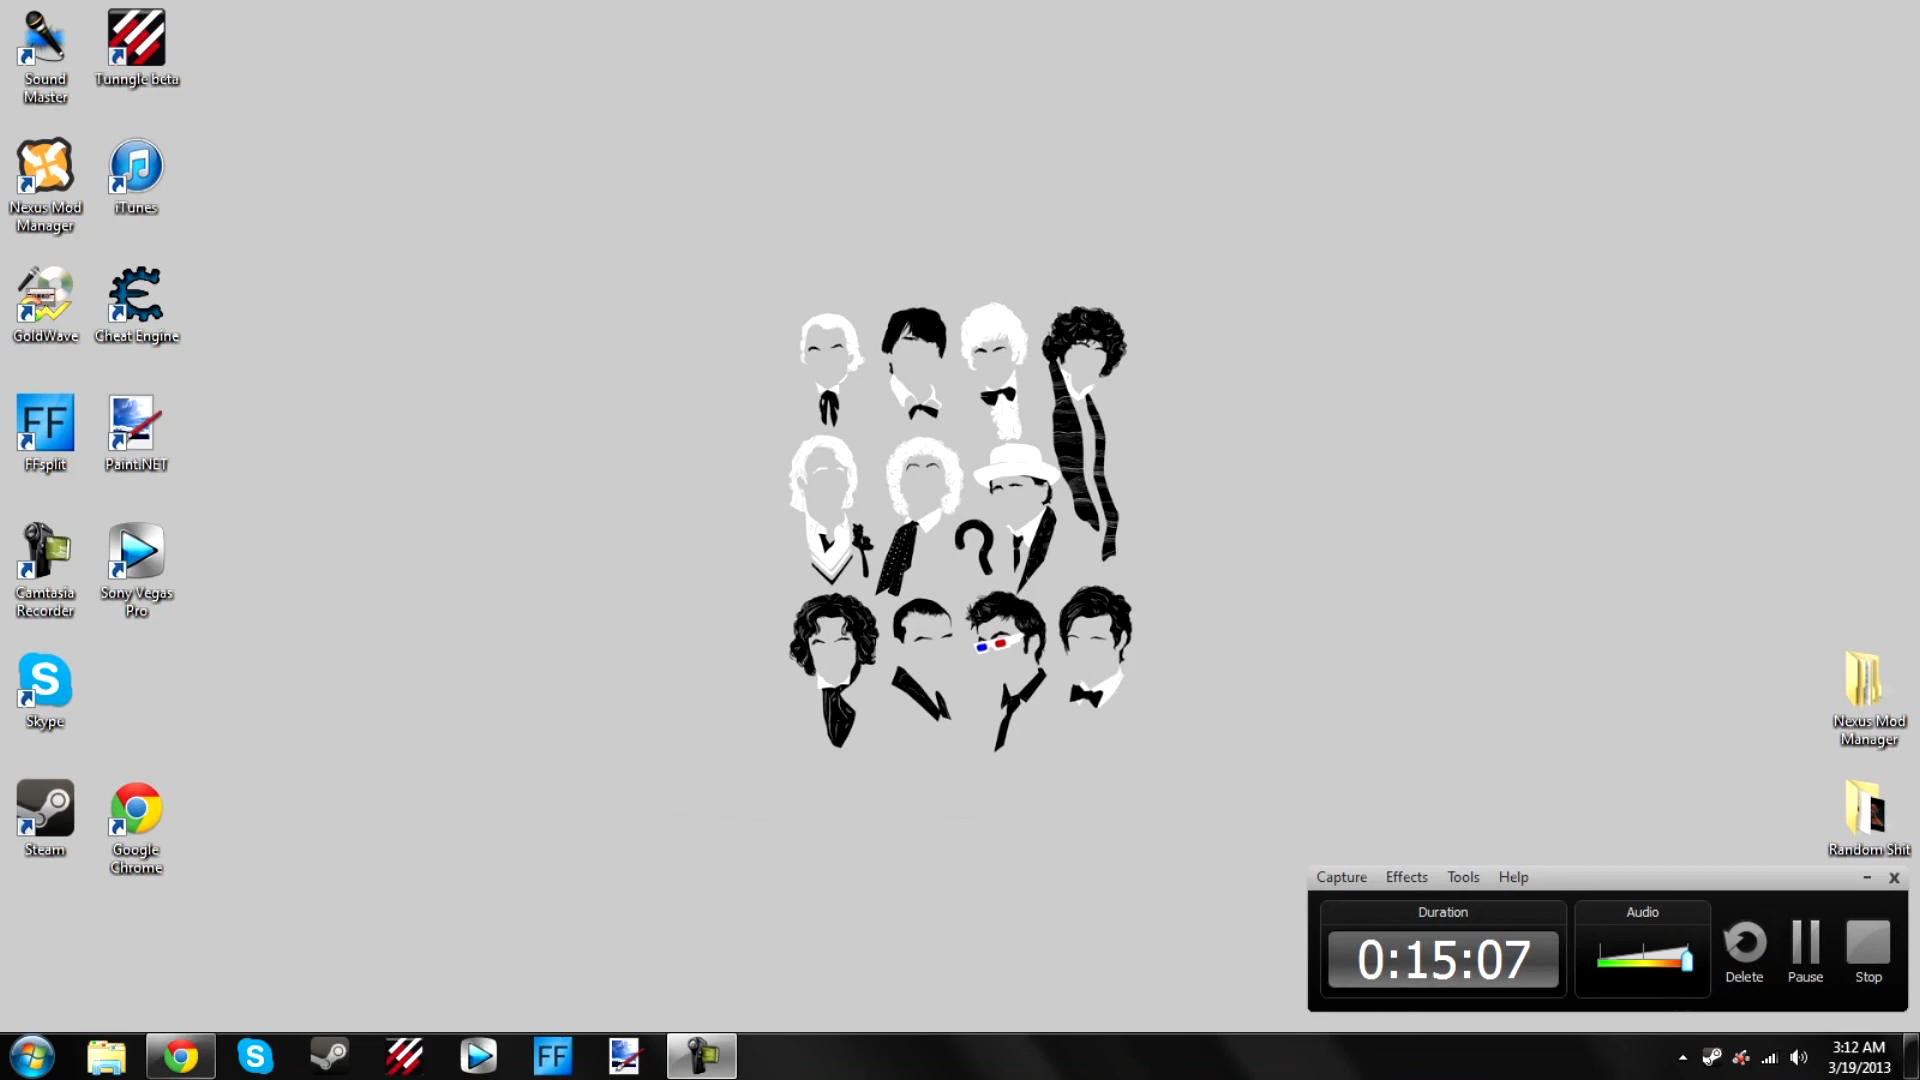 Sound
Master
Tunngle beta
Nexus Mod
Manager
iTunes
GoldWave
Cheat Engine
FF
FFsplit
Paint.NET
Camtasia
Recorder
Sony Vegas
Pro
S
Skype
Steam
Google
Chrome
?
Nexus Mod
Manager
Random Shit
Capture Effects Tools Help
Duration
0:15:07
Audio
Delete
Pause
Stop
S
FF
3:12 AM
3/19/2013